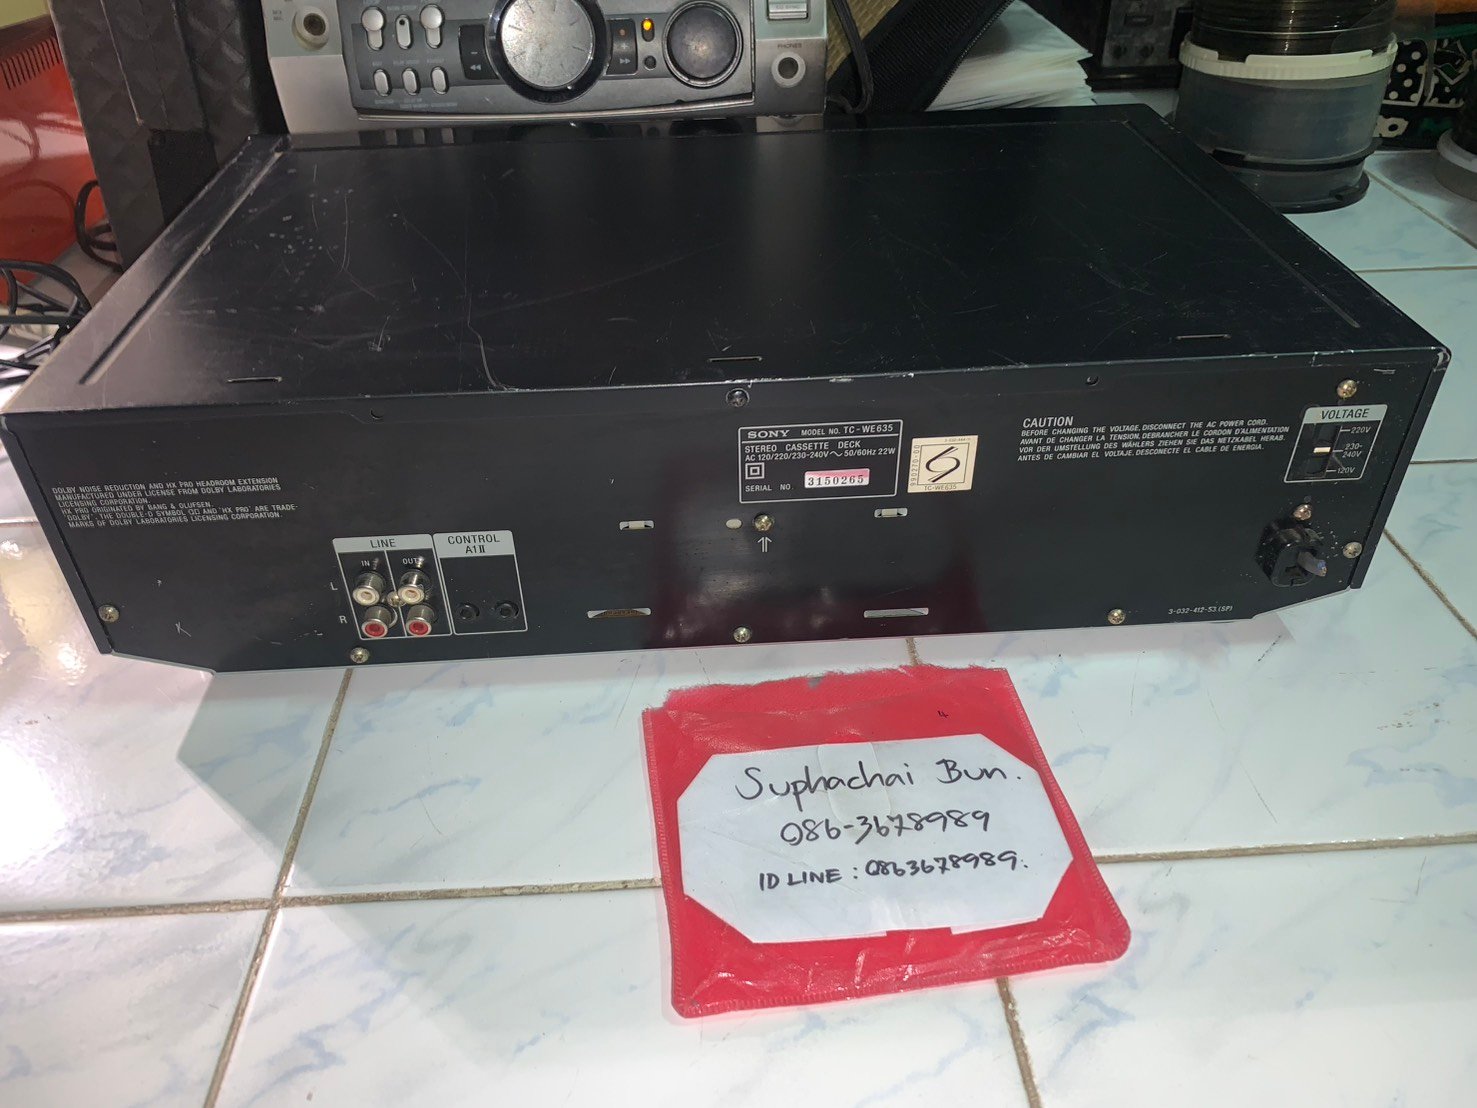 PHONES
DOLBY NOISE REDUCTION AND HX PRO HEADROOM EXTENSION
MANUFACTURED UNDER LICENSE FROM DOLBY LABORATORIES
LICENSING CORPORATION.
HX PRO ORIGINATED BY BANG & OLUFSEN.
"DOLBY", THE DOUBLE-D SYMBOL AND "HX PRO" ARE TRADE-
MARKS OF DOLBY LABORATORIES LICENSING CORPORATION.
LINE
IN
OUT
L
R
CONTROL
A1II
SONY MODEL NO. TC-WE635
STEREO CASSETTE DECK
AC 120/220/230-240V~50/60Hz 22W
SERIAL NO. 3150265
TC-WE635
CAUTION
BEFORE CHANGING THE VOLTAGE, DISCONNECT THE AC POWER CORD.
AVANT DE CHANGER LA TENSION, DEBRANCHER LE CORDON D'ALIMENTATION
VOR DER UMSTELLUNG DES WÄHLERS ZIEHEN SIE DAS NETZKABEL HERAB.
ANTES DE CAMBIAR EL VOLTAJE, DESCONECTE EL CABLE DE ENERGIA.
VOLTAGE
220V
230-
240V
120V
3-032-412-53 (SP)
4
Suphachai Bun.
086-3678989
ID LINE : 0863678989.